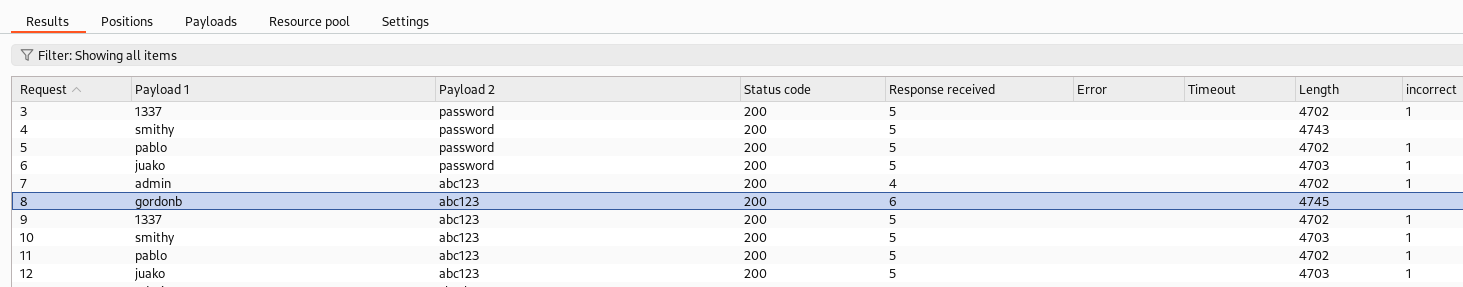 Results Positions Payloads Resource pool Settings
Filter: Showing all items
Request Payload 1 Payload 2 Status code Response received Error Timeout Length incorrect
3 1337 password 200 5 4702 1
4 smithy password 200 5 4743
5 pablo password 200 5 4702 1
6 juako password 200 5 4703 1
7 admin abc123 200 4 4702 1
8 gordonb abc123 200 6 4745
9 1337 abc123 200 5 4702 1
10 smithy abc123 200 5 4703 1
11 pablo abc123 200 5 4702 1
12 juako abc123 200 5 4703 1